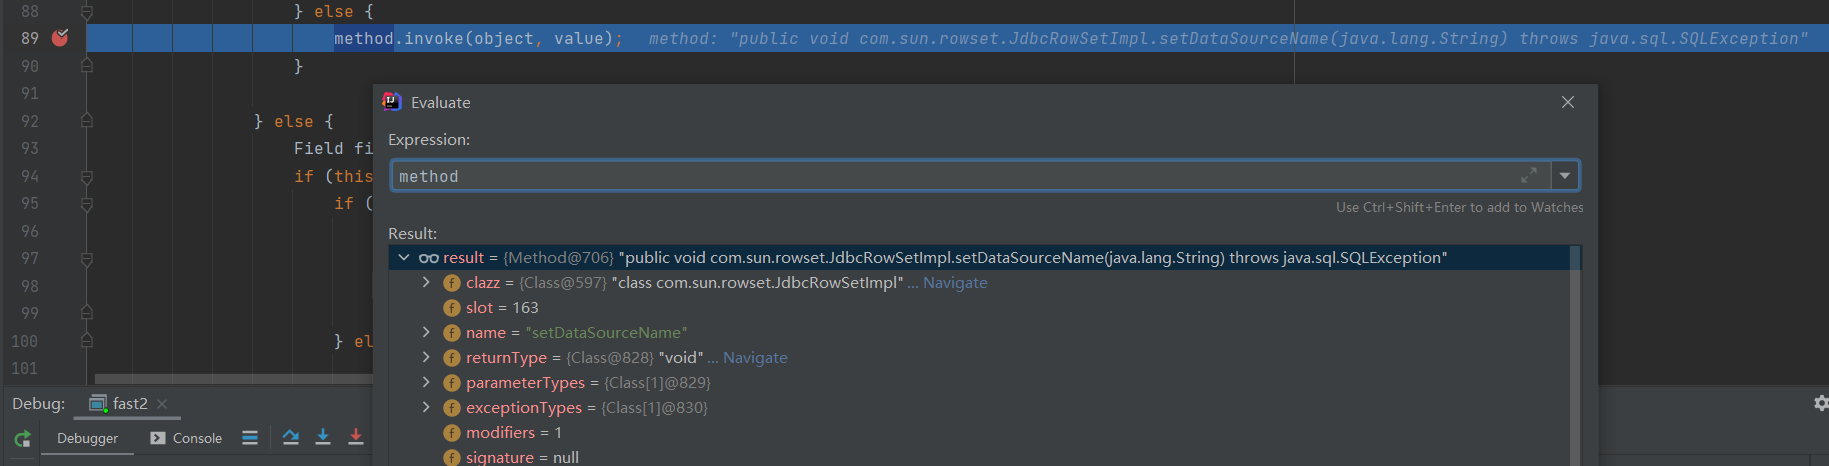 88 } else {
89 method.invoke(object, value); method: "public void com.sun.rowset.JdbcRowSetImpl.setDataSourceName(java.lang.String) throws java.sql.SQLException"
90 }
91
92 } else {
93 Field fi
94 if (this
95 if (
96
97
98
99
100 } el
101
Evaluate
Expression:
method
Use Ctrl+Shift+Enter to add to Watches
Result:
result = {Method@706} "public void com.sun.rowset.JdbcRowSetImpl.setDataSourceName(java.lang.String) throws java.sql.SQLException"
f clazz = {Class@597} "class com.sun.rowset.JdbcRowSetImpl" ... Navigate
f slot = 163
f name = "setDataSourceName"
f returnType = {Class@828} "void" ... Navigate
f parameterTypes = {Class[1]@829}
f exceptionTypes = {Class[1]@830}
f modifiers = 1
f signature = null
Debug: fast2
Debugger Console